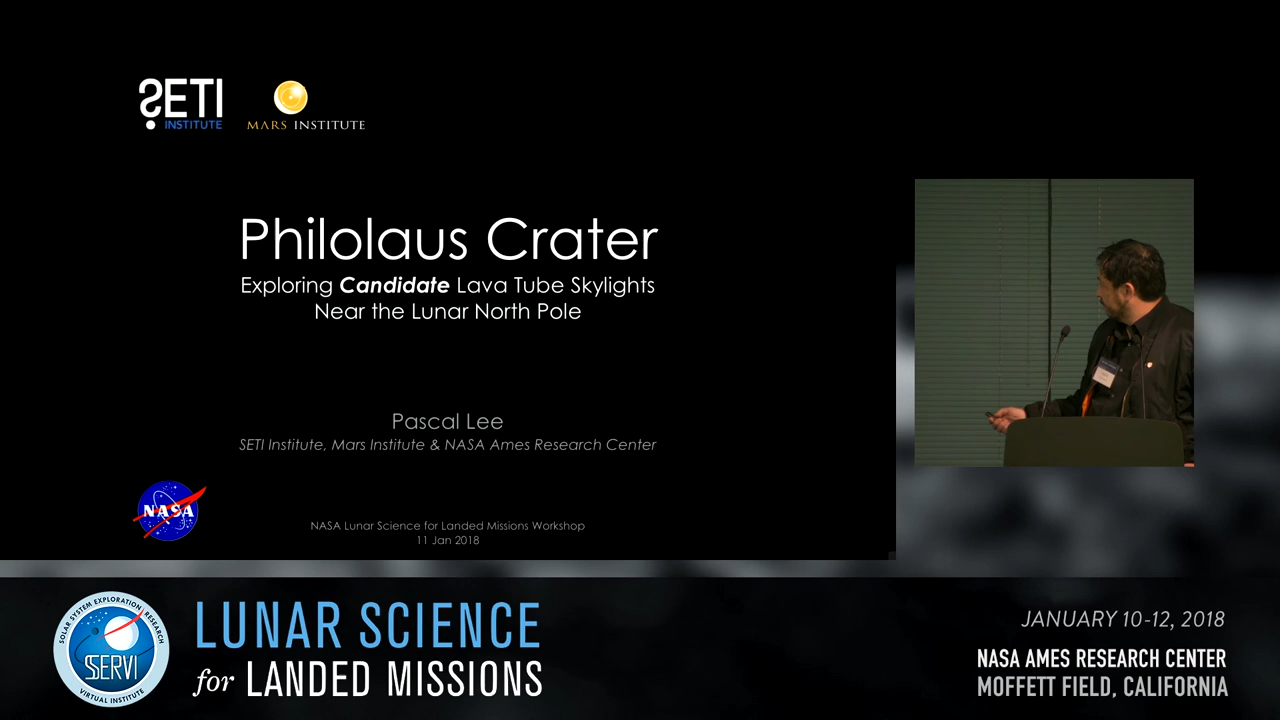 SETI
INSTITUTE
MARS INSTITUTE
Philolaus Crater
Exploring Candidate Lava Tube Skylights
Near the Lunar North Pole
Pascal Lee
SETI Institute, Mars Institute & NASA Ames Research Center
NASA
NASA Lunar Science for Landed Missions Workshop
11 Jan 2018
SOLAR SYSTEM EXPLORATION RESEARCH
SSERVI
VIRTUAL INSTITUTE
LUNAR SCIENCE
for LANDED MISSIONS
JANUARY 10-12, 2018
NASA AMES RESEARCH CENTER
MOFFETT FIELD, CALIFORNIA